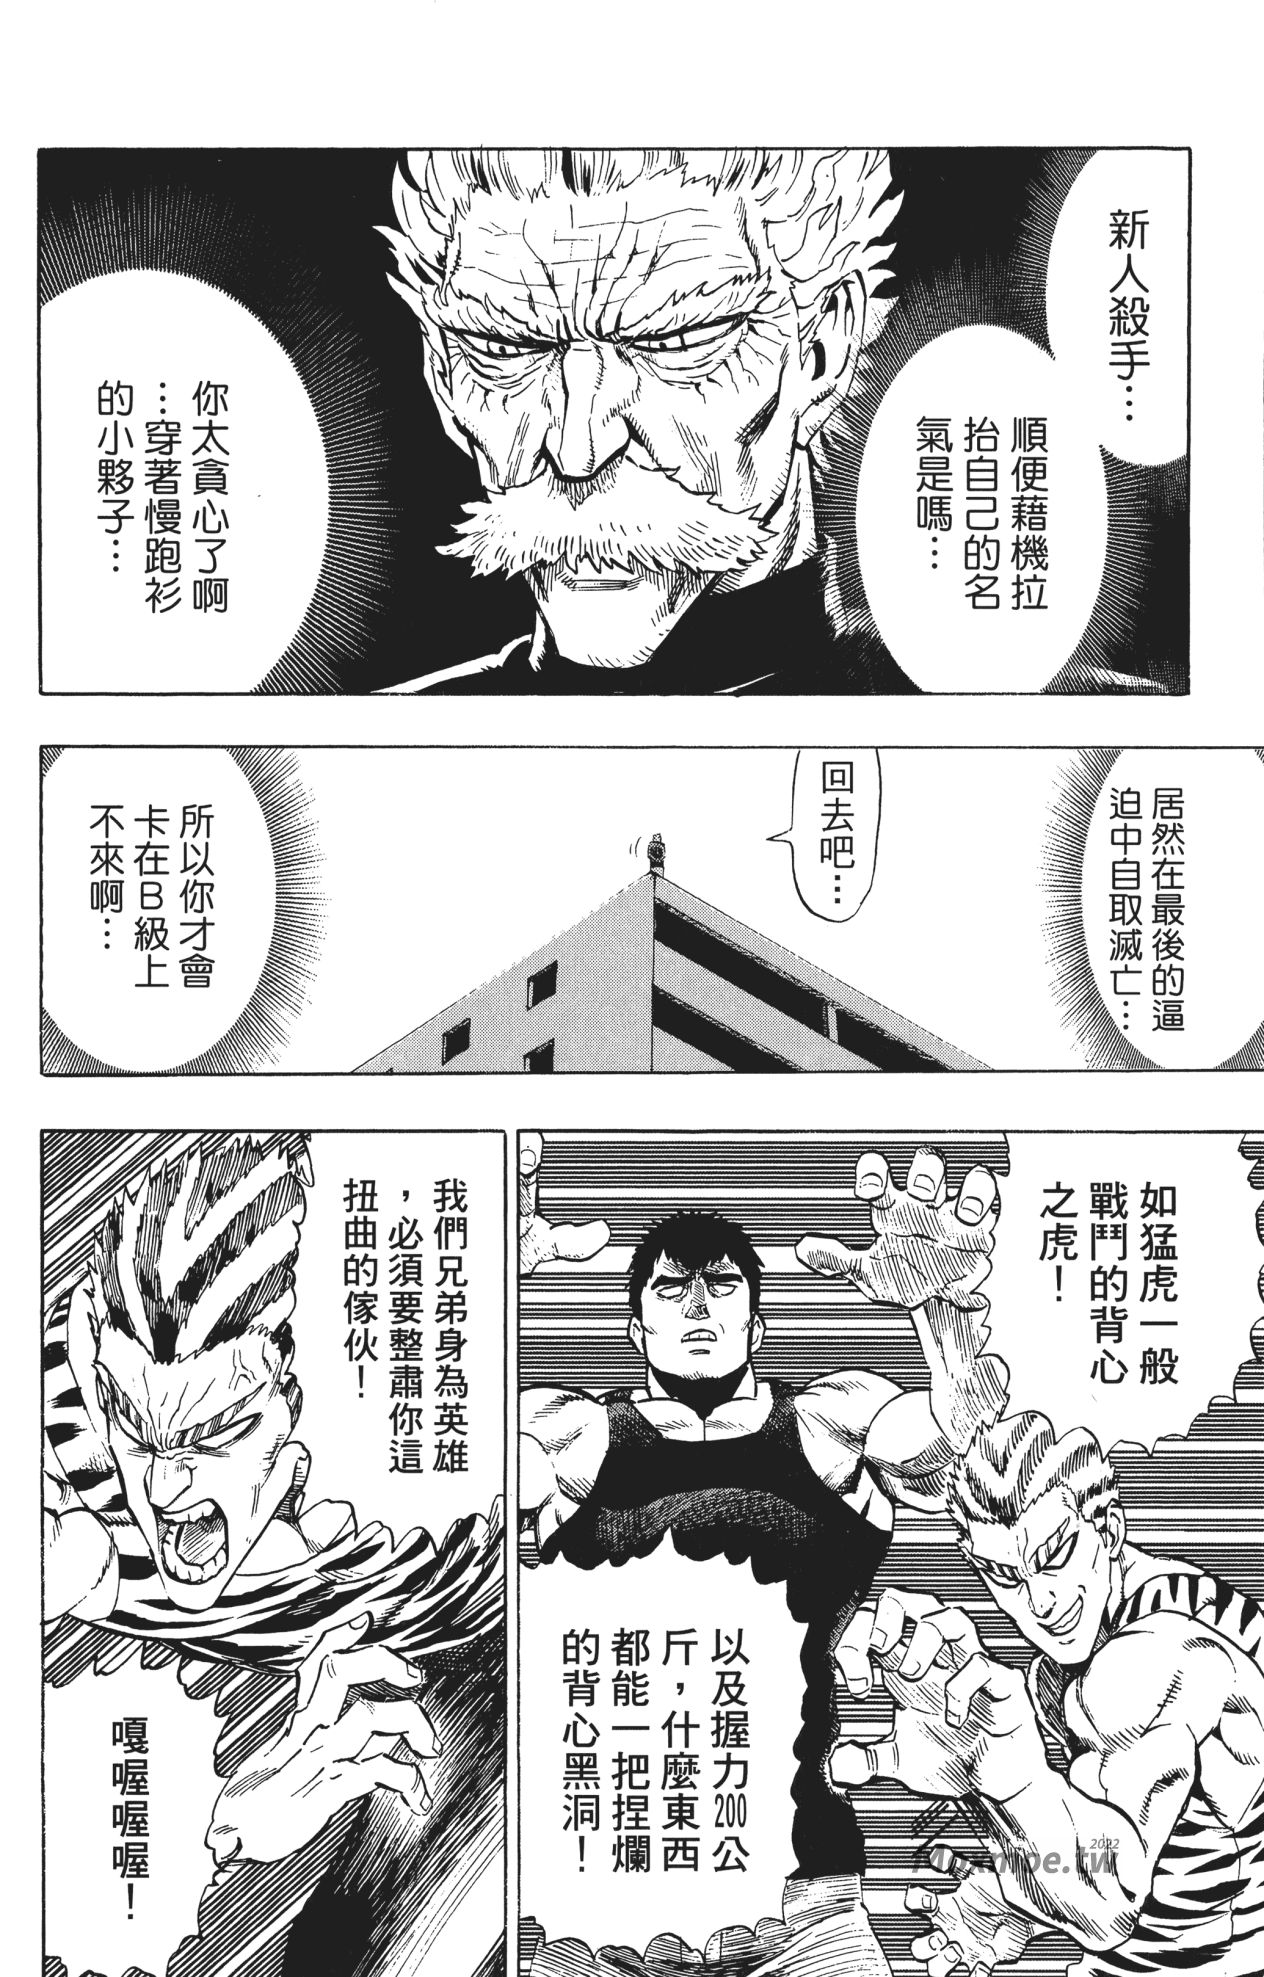 新人殺手…
順便藉機拉
抬自己的名
氣是嗎…
你太貪心了啊
…穿著慢跑衫
的小夥子…
居然在最後的逼
迫中自取滅亡…
回去吧…
所以你才會
卡在B級上
不來啊…
如猛虎一般
戰鬥的背心
之虎！
以及握力200公
斤，什麼東西
都能一把捏爛
的背心黑洞！
我們兄弟身為英雄
，必須要整肅你這
扭曲的傢伙！
嘎喔喔喔喔！
2022
Moxmoe.tw